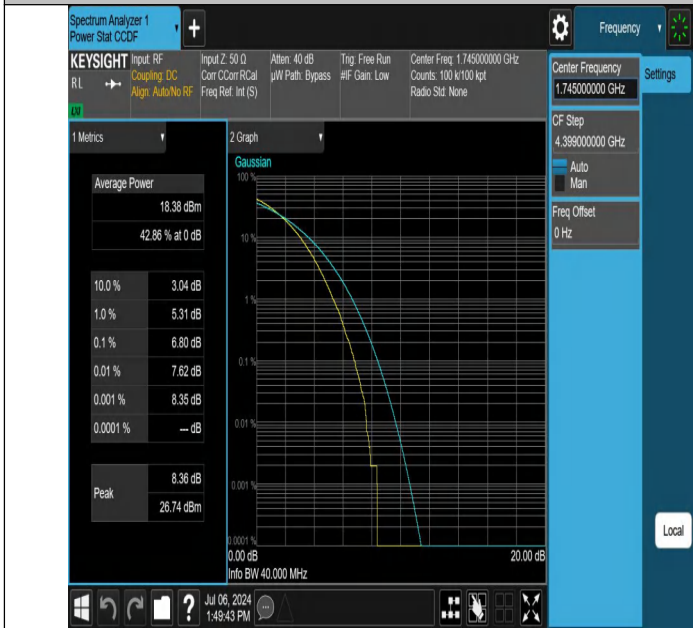 Spectrum Analyzer 1
Power Stat CCDF
+
Frequency
KEYSIGHT
RL
LXI
Input: RF
Coupling: DC
Align: Auto/No RF
Input Z: 50 Ω
Corr CCorr RCal
Freq Ref: Int (S)
Atten: 40 dB
µW Path: Bypass
Trig: Free Run
#IF Gain: Low
Center Freq: 1.745000000 GHz
Counts: 100 k/100 kpt
Radio Std: None
Center Frequency
1.745000000 GHz
Settings
CF Step
4.399000000 GHz
Auto
Man
Freq Offset
0 Hz
1 Metrics
Average Power
18.38 dBm
42.86 % at 0 dB
10.0 % 3.04 dB
1.0 % 5.31 dB
0.1 % 6.80 dB
0.01 % 7.62 dB
0.001 % 8.35 dB
0.0001 % --- dB
Peak
8.36 dB
26.74 dBm
2 Graph
Gaussian
100 %
10 %
1 %
0.1 %
0.01 %
0.001 %
0.0001 %
0.00 dB 20.00 dB
Info BW 40.000 MHz
Local
?
Jul 06, 2024
1:49:43 PM